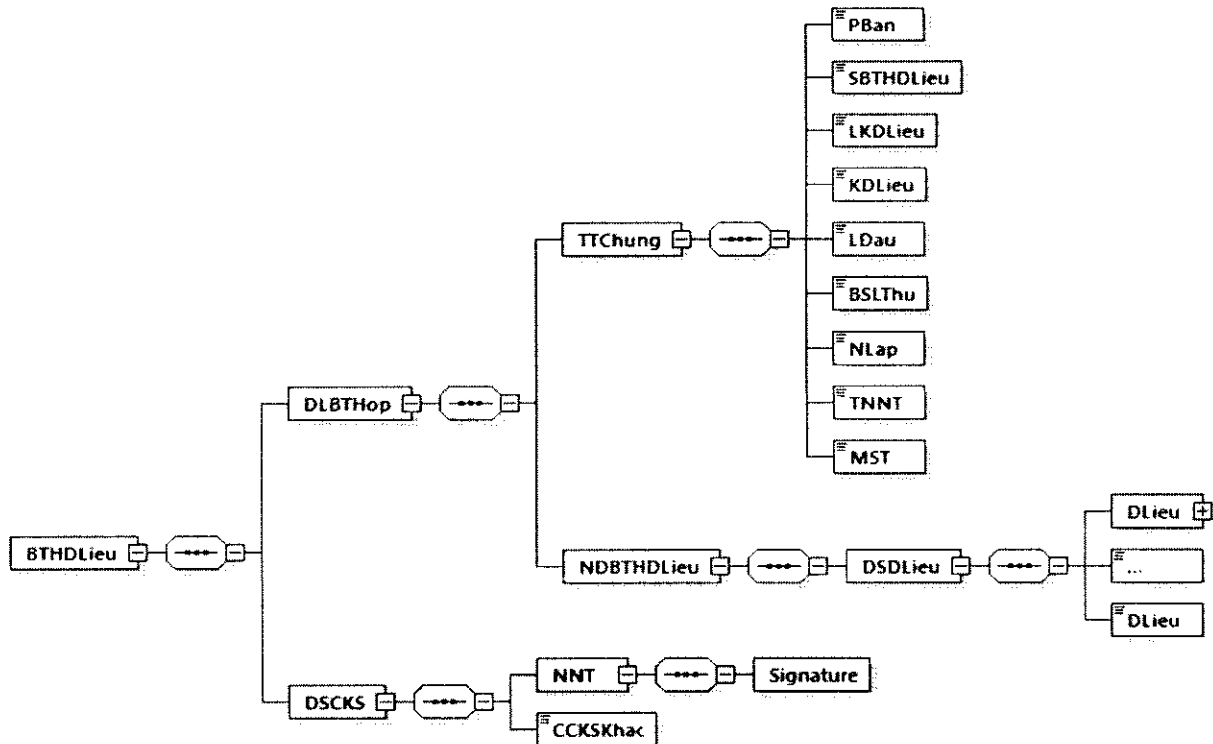 PBan
SBTHDLieu
LKDLieu
KDLieu
TTChung
LDau
BSLThu
NLap
DLBTHop
TNNT
MST
DLieu
BTHDLieu
NDBTHDLieu
DSDLieu
...
DLieu
NNT
Signature
DSCKS
CCKSKhac